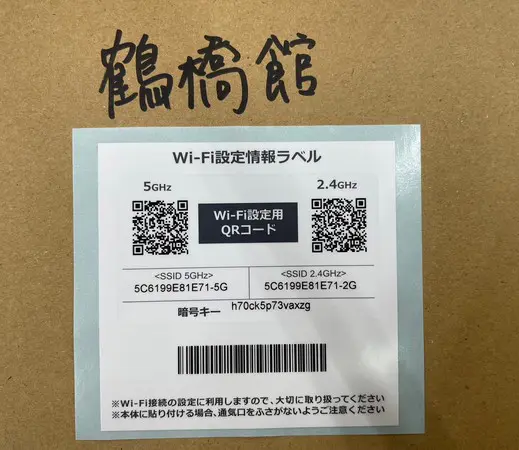 鶴橋館
Wi-Fi設定情報ラベル
5GHz
2.4GHz
Wi-Fi設定用
QRコード
<SSID 5GHz>
5C6199E81E71-5G
<SSID 2.4GHz>
5C6199E81E71-2G
暗号キー h70ck5p73vaxzg
※Wi-Fi接続の設定に利用しますので、大切に取り扱ってください
※本体に貼り付ける場合、通気口をふさがないようご注意ください